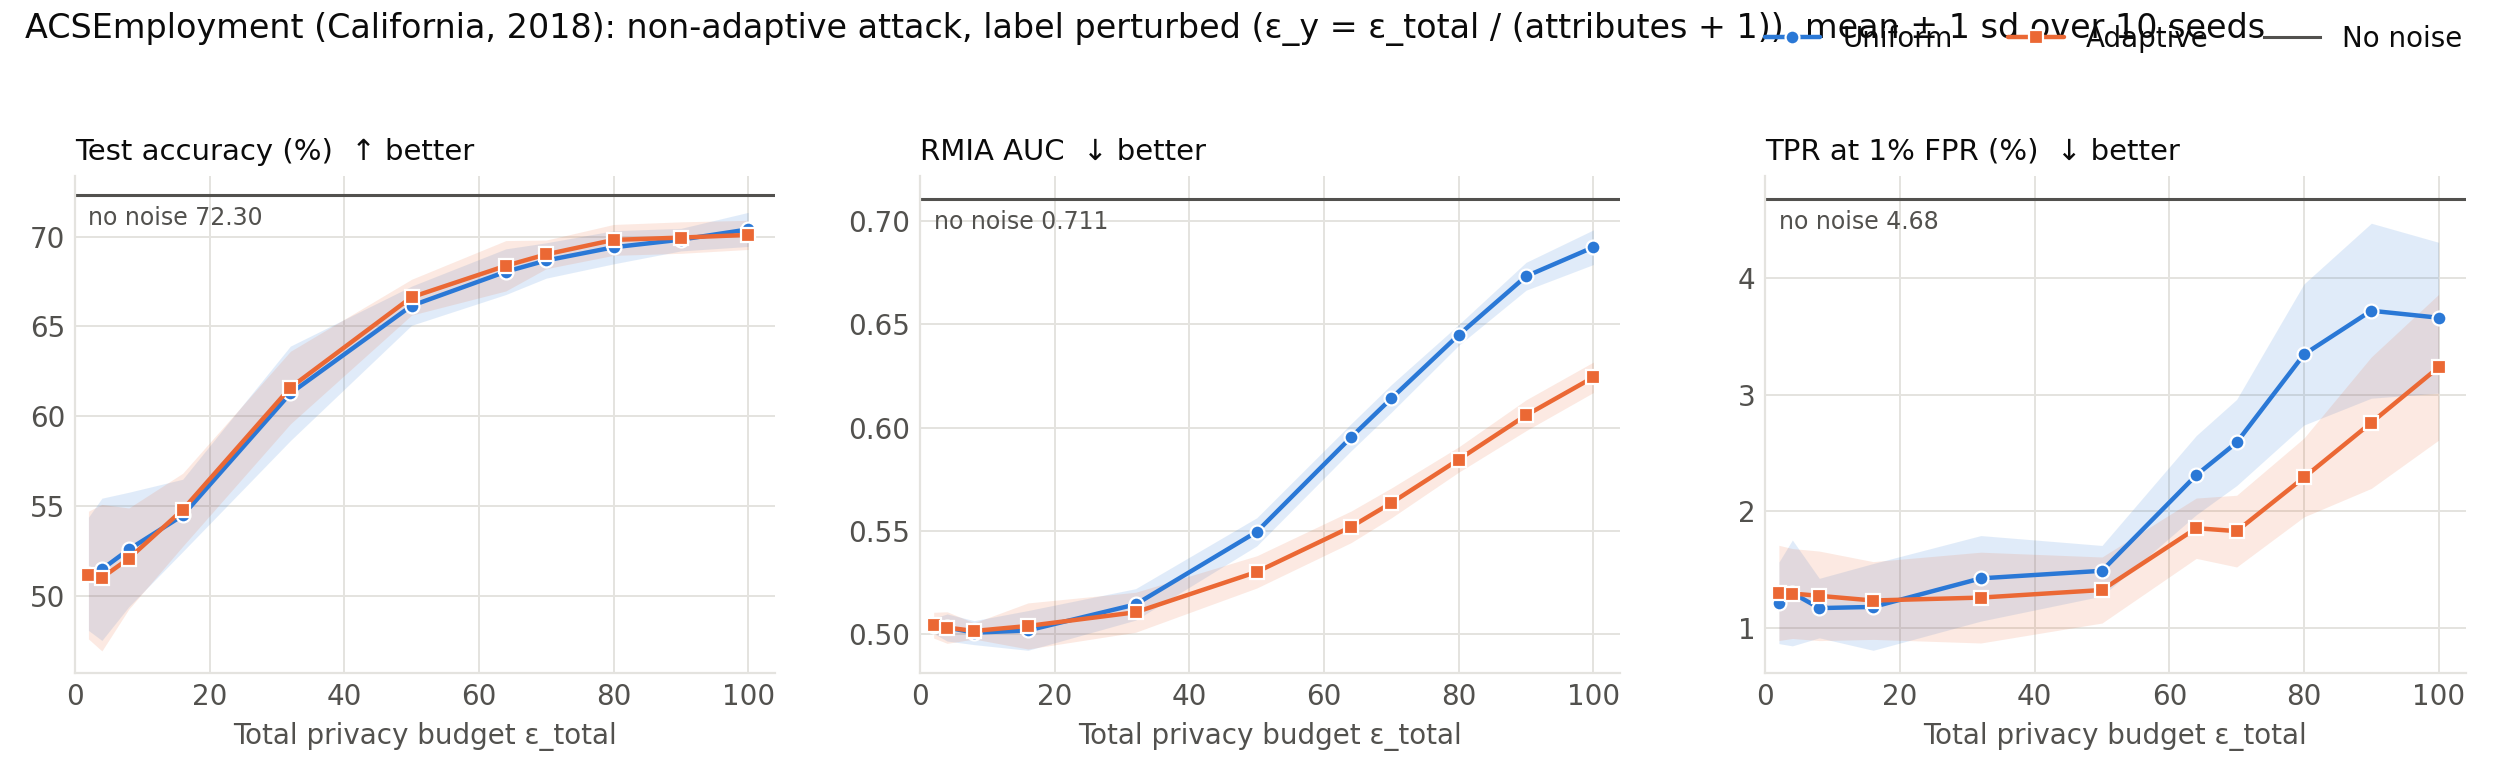 ACSEmployment (California, 2018): non-adaptive attack, label perturbed (ε_y = ε_total / (attributes + 1)), mean ± 1 sd over 10 seeds
Uniform Adaptive No noise
Test accuracy (%) ↑ better
no noise 72.30
70
65
60
55
50
0 20 40 60 80 100
Total privacy budget ε_total
RMIA AUC ↓ better
no noise 0.711
0.70
0.65
0.60
0.55
0.50
0 20 40 60 80 100
Total privacy budget ε_total
TPR at 1% FPR (%) ↓ better
no noise 4.68
4
3
2
1
0 20 40 60 80 100
Total privacy budget ε_total